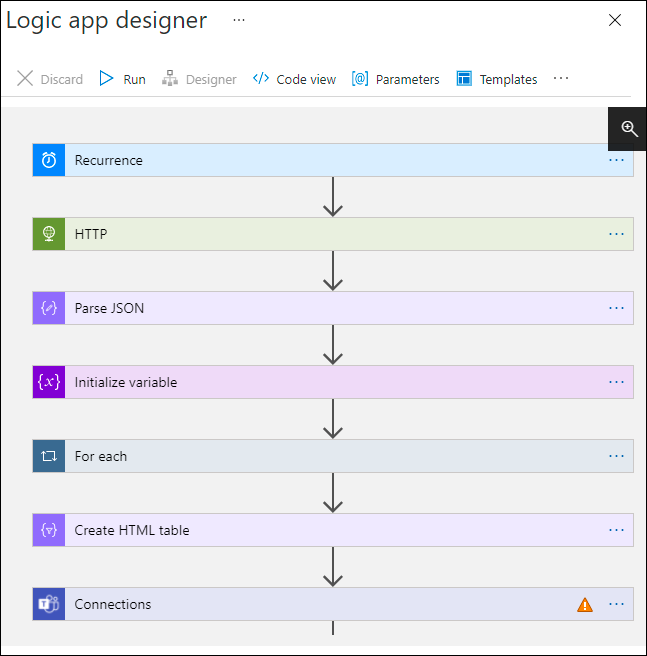 Logic app designer ...
Discard Run Designer Code view Parameters Templates ...
Recurrence ...
HTTP ...
Parse JSON ...
{x} Initialize variable ...
For each ...
Create HTML table ...
Connections ...